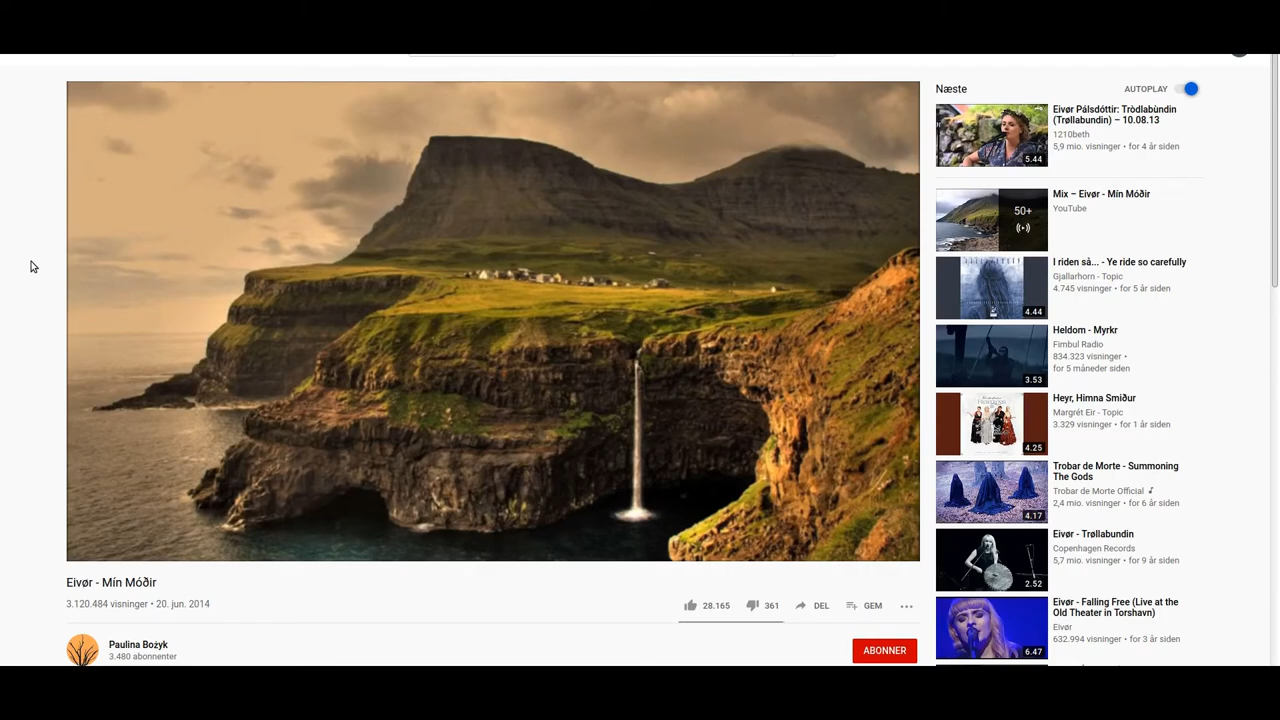 Næste
AUTOPLAY
Eivør Pálsdóttir: Tròdlabùndin
(Trøllabundin) – 10.08.13
1210beth
5,9 mio. visninger • for 4 år siden
5.44
Mix – Eivør - Mín Móðir
YouTube
50+
I riden så... - Ye ride so carefully
Gjallarhorn - Topic
4.745 visninger • for 5 år siden
4.44
Heldom - Myrkr
Fimbul Radio
834.323 visninger •
for 5 måneder siden
3.53
Heyr, Himna Smiður
Margrét Eir - Topic
3.329 visninger • for 1 år siden
4.25
Trobar de Morte - Summoning
The Gods
Trobar de Morte Official
2,4 mio. visninger • for 6 år siden
4.17
Eivør - Trøllabundin
Copenhagen Records
5,7 mio. visninger • for 9 år siden
2.52
Eivør - Falling Free (Live at the
Old Theater in Torshavn)
Eivør
632.994 visninger • for 3 år siden
6.47
Eivør - Mín Móðir
3.120.484 visninger • 20. jun. 2014
28.165
361
DEL
GEM
Paulina Bożyk
3.480 abonnenter
ABONNER